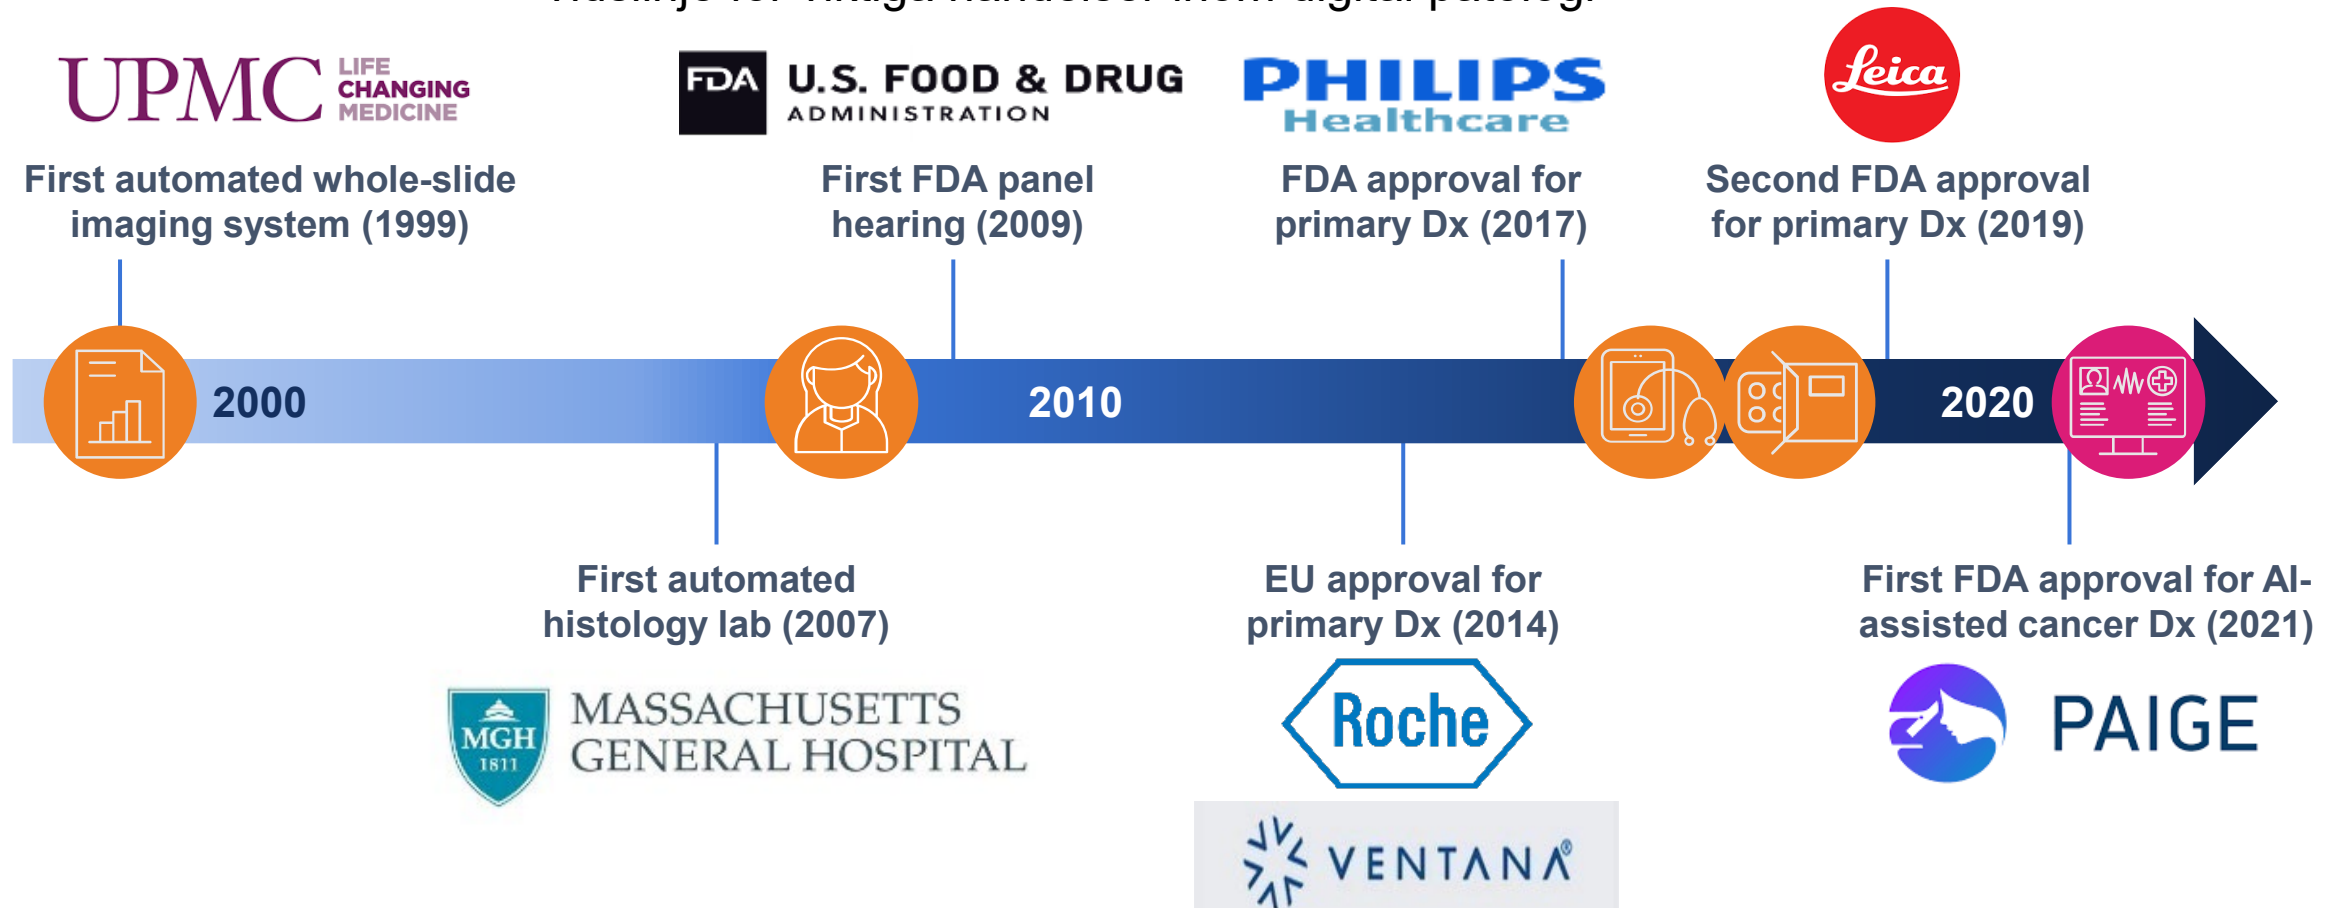 digital patologi
UPMC LIFE
CHANGING
MEDICINE
FDA U.S. FOOD & DRUG
ADMINISTRATION
PHILIPS
Healthcare
Leica
First automated whole-slide
imaging system (1999)
First FDA panel
hearing (2009)
FDA approval for
primary Dx (2017)
Second FDA approval
for primary Dx (2019)
2000
2010
2020
First automated
histology lab (2007)
EU approval for
primary Dx (2014)
First FDA approval for AI-
assisted cancer Dx (2021)
MGH
1811
MASSACHUSETTS
GENERAL HOSPITAL
Roche
VENTANA®
PAIGE